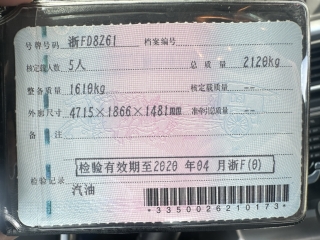 号牌号码 浙FD8Z61 档案编号
核定载人数 5人 总质量 2120kg
整备质量 1610kg 核定载质量 --
外廓尺寸 4715×1866×1481mm 准牵引总质量 --
备注
检验有效期至2020 年04 月浙F(0)
检验记录
汽油
*3350026210173*